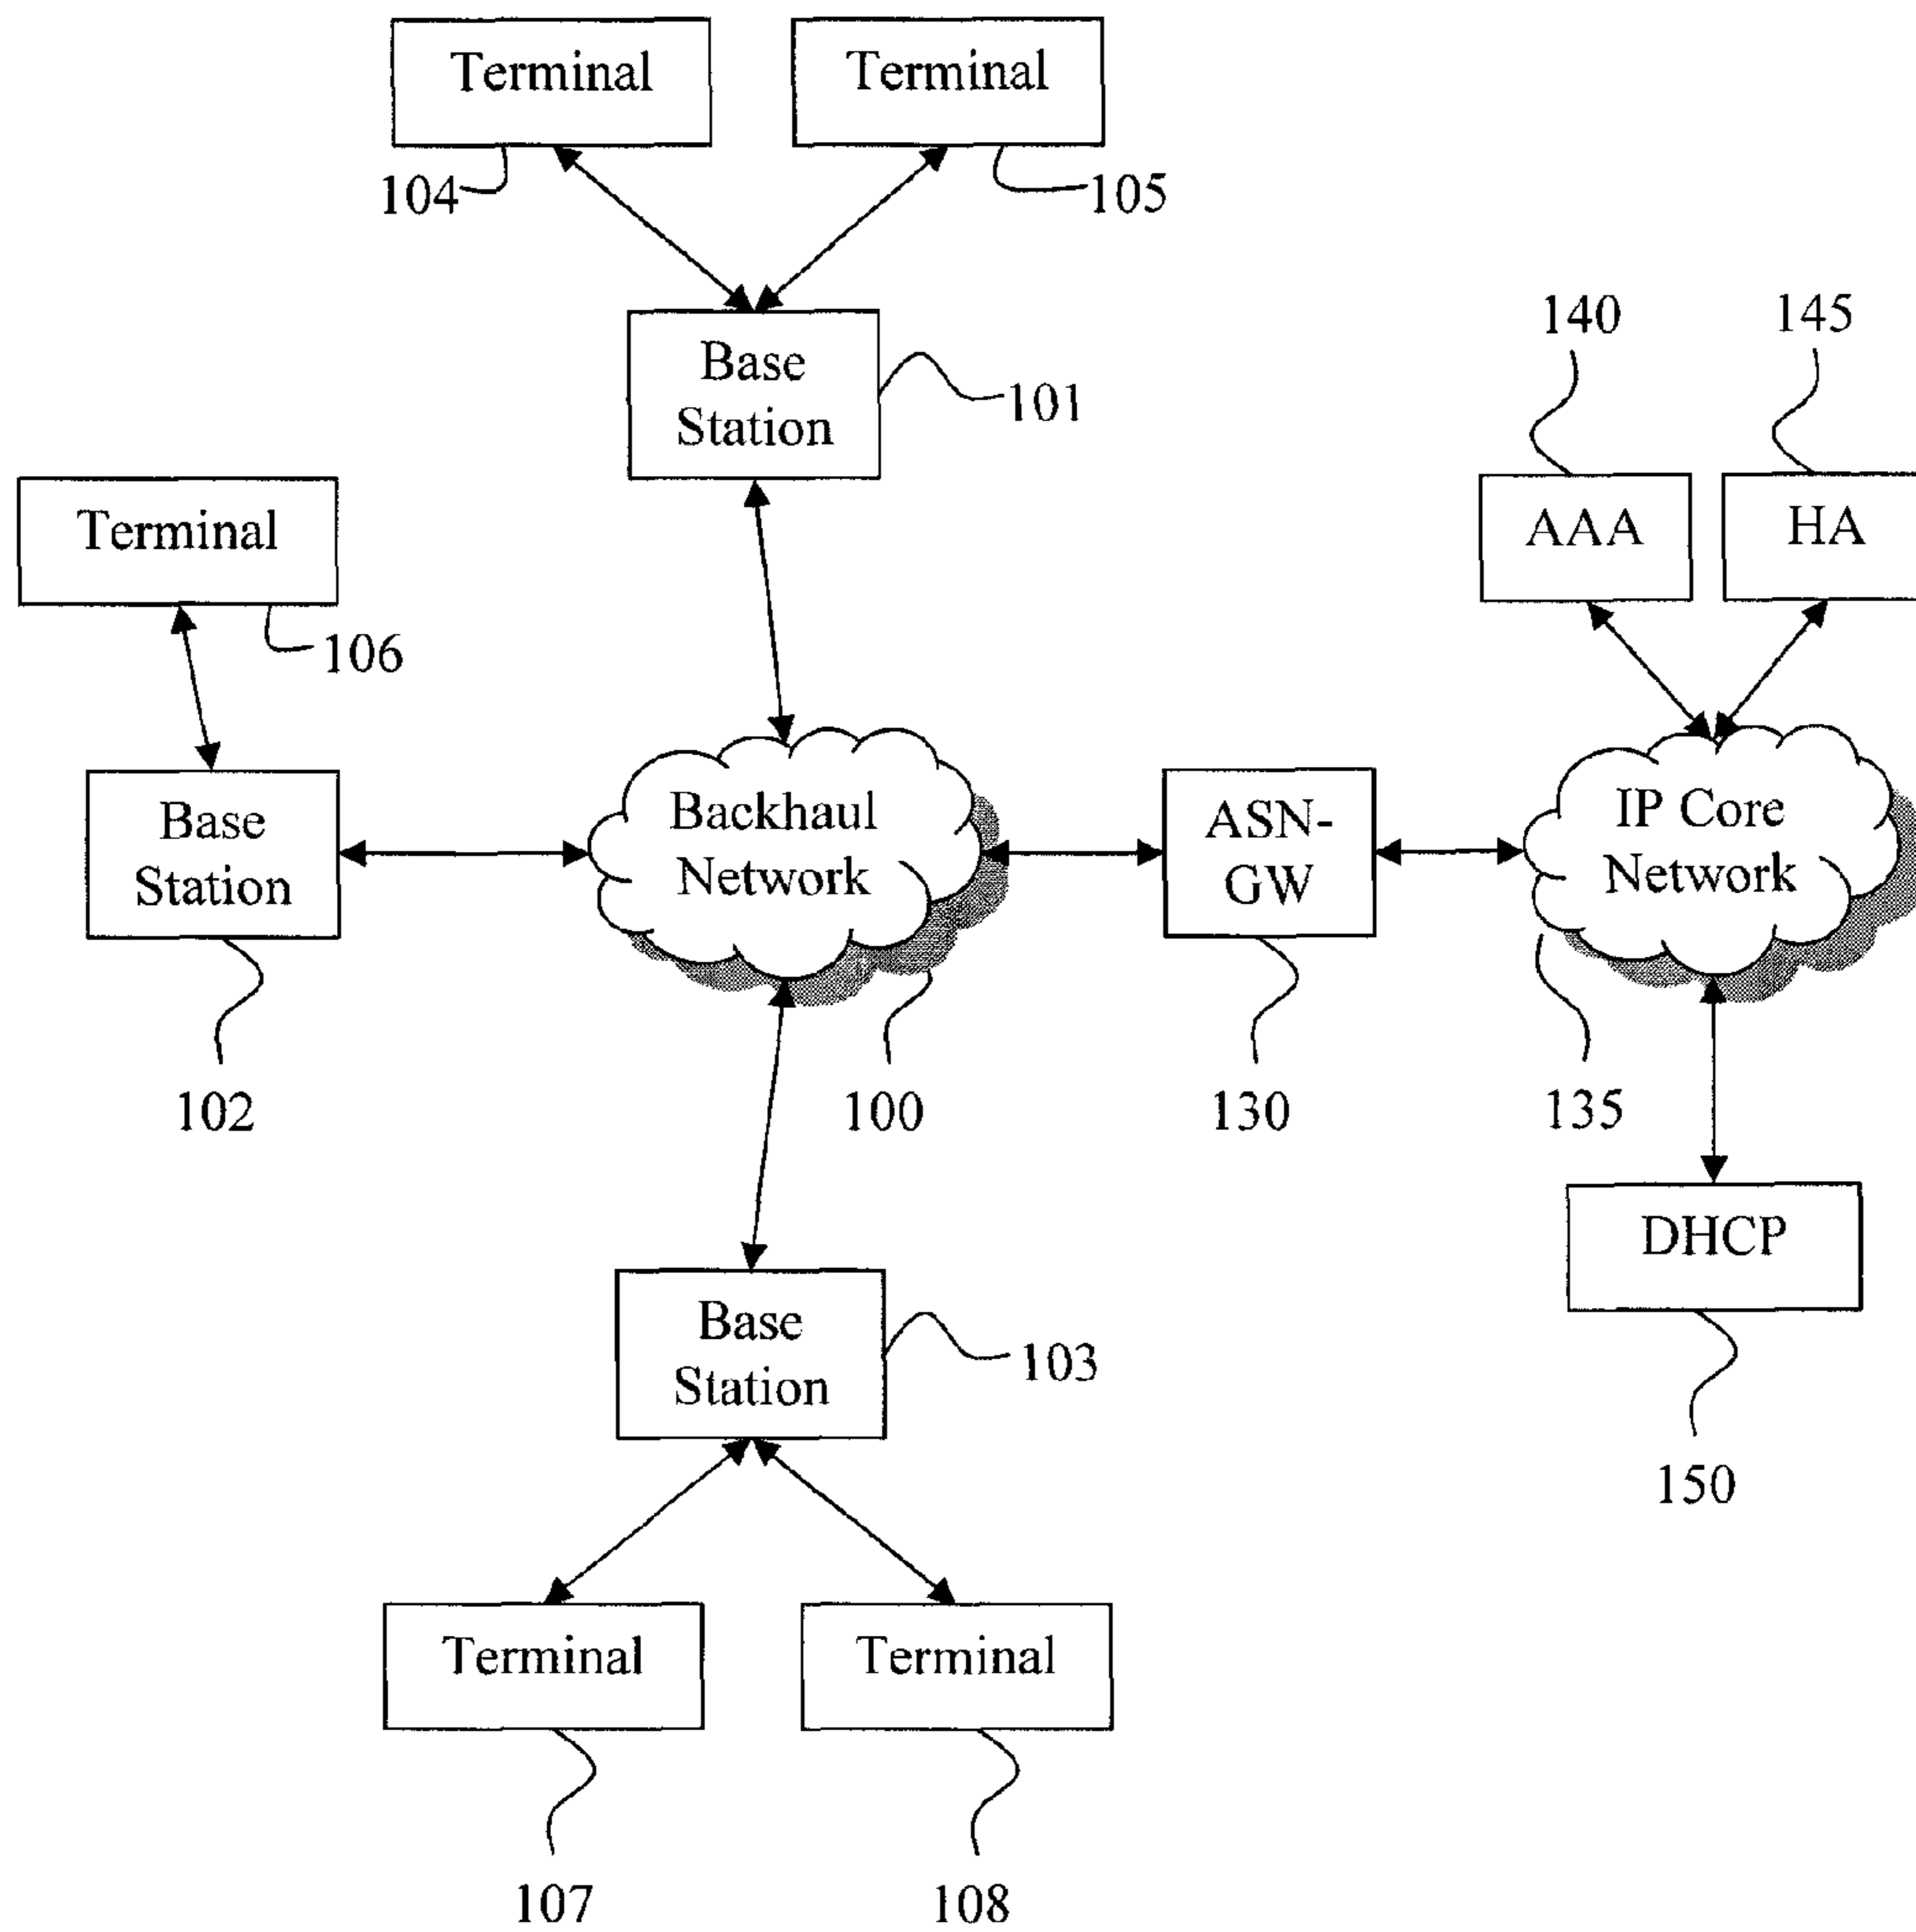 Terminal
Terminal
104
105
Base
Station
101
140
145
Terminal
106
AAA
HA
Base
Station
102
Backhaul
Network
100
ASN-
GW
130
IP Core
Network
135
DHCP
150
Base
Station
103
Terminal
Terminal
107
108